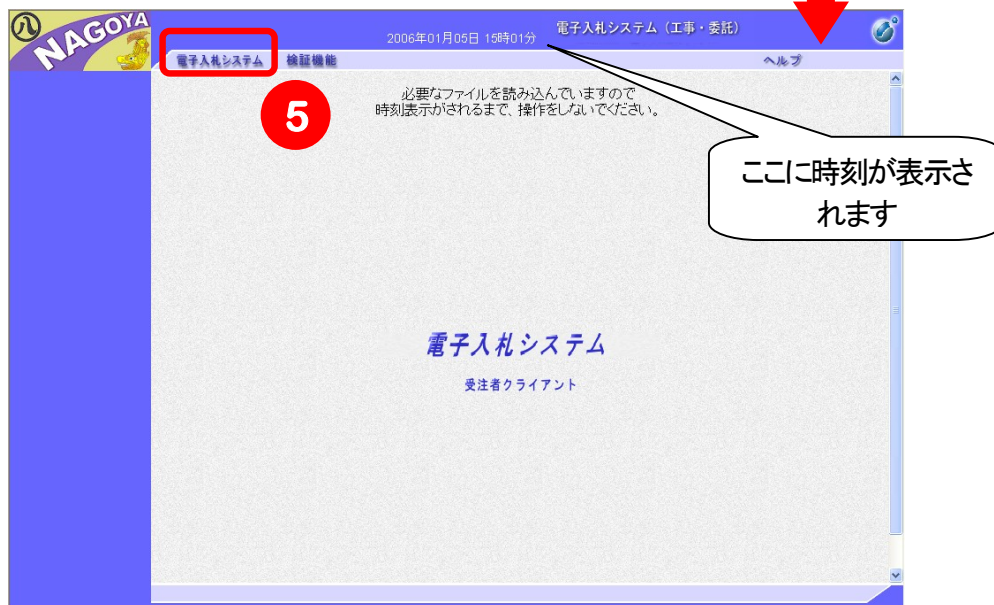 八
NAGOYA
2006年01月05日 15時01分
電子入札システム（工事・委託）
電子入札システム 検証機能 ヘルプ
5
必要なファイルを読み込んでいますので
時刻表示がされるまで、操作をしないでください。
ここに時刻が表示さ
れます
電子入札システム
受注者クライアント